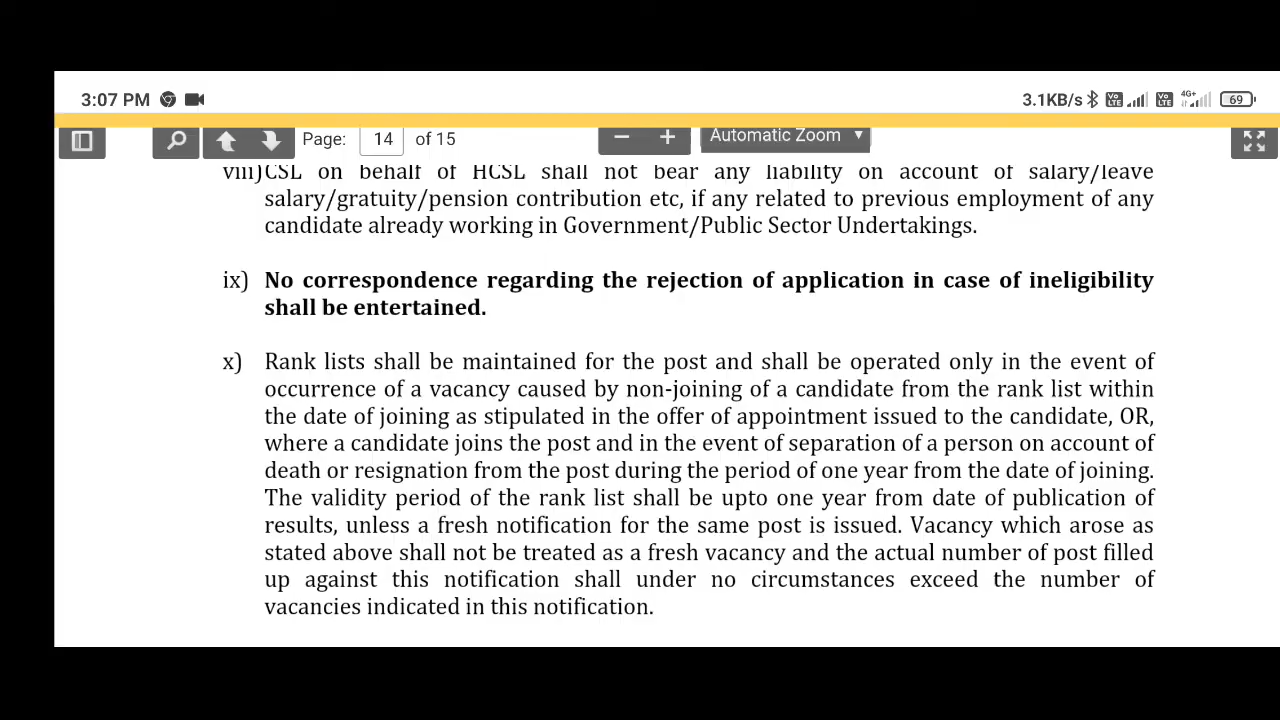 3:07 PM 3.1KB/s Vo LTE Vo LTE 4G+ 69
Page: 14 of 15 − + Automatic Zoom
viii) CSL on behalf of HCSL shall not bear any liability on account of salary/leave
salary/gratuity/pension contribution etc, if any related to previous employment of any
candidate already working in Government/Public Sector Undertakings.
ix) No correspondence regarding the rejection of application in case of ineligibility
shall be entertained.
x) Rank lists shall be maintained for the post and shall be operated only in the event of
occurrence of a vacancy caused by non-joining of a candidate from the rank list within
the date of joining as stipulated in the offer of appointment issued to the candidate, OR,
where a candidate joins the post and in the event of separation of a person on account of
death or resignation from the post during the period of one year from the date of joining.
The validity period of the rank list shall be upto one year from date of publication of
results, unless a fresh notification for the same post is issued. Vacancy which arose as
stated above shall not be treated as a fresh vacancy and the actual number of post filled
up against this notification shall under no circumstances exceed the number of
vacancies indicated in this notification.